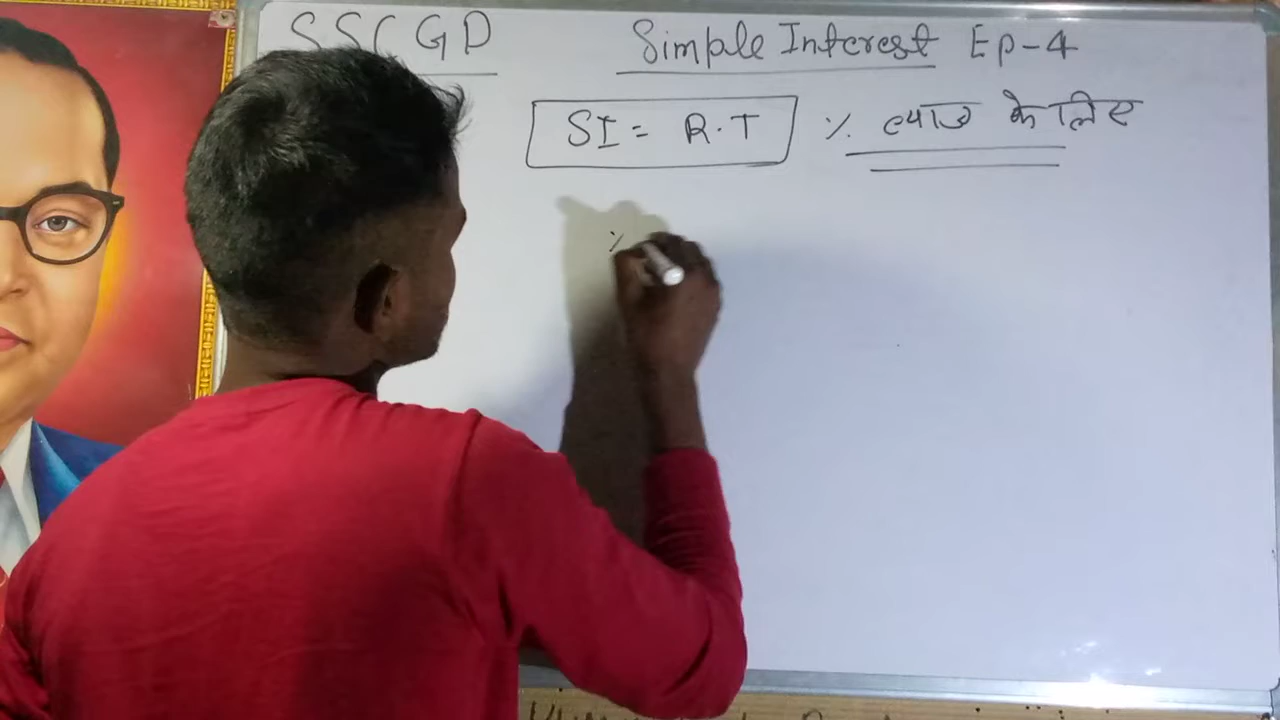 SSC GD Simple Interest Ep-4
SI = R.T % ब्याज के लिए
%